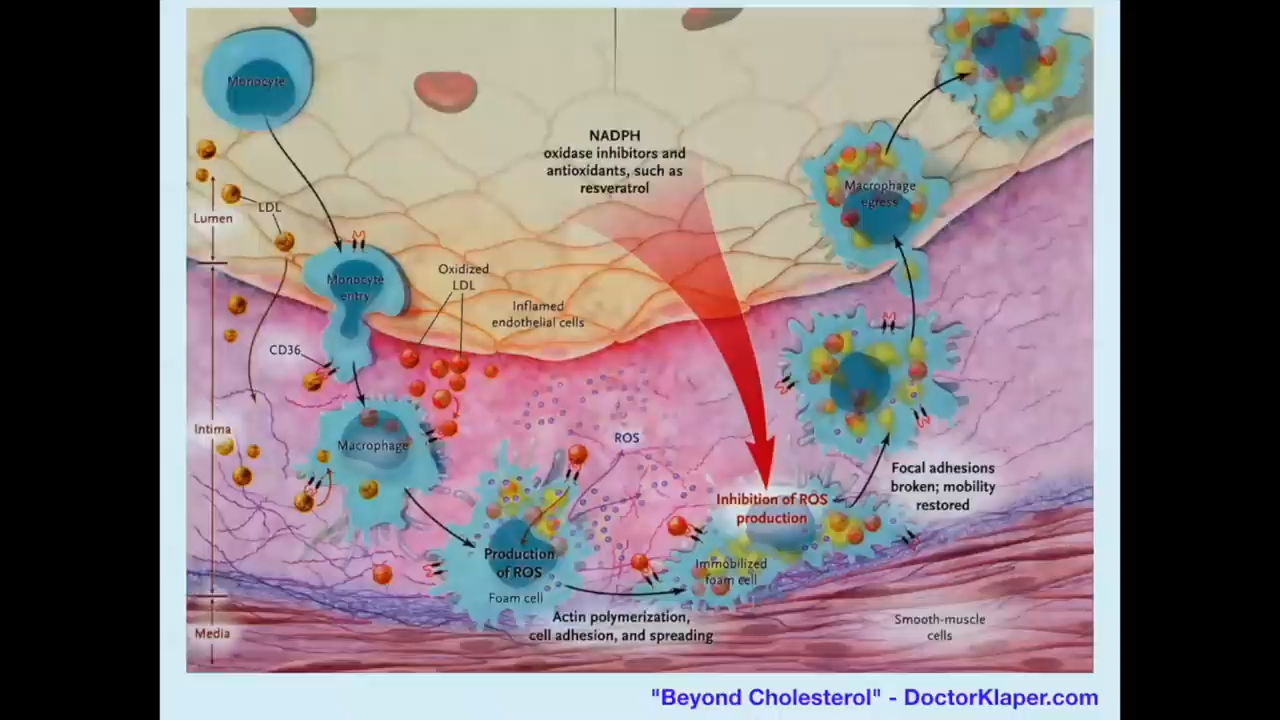 Monocyte
NADPH
oxidase inhibitors and
antioxidants, such as
resveratrol
Macrophage
egress
LDL
Lumen
Monocyte
entry
Oxidized
LDL
Inflamed
endothelial cells
CD36
Intima
Macrophage
ROS
Focal adhesions
broken; mobility
restored
Inhibition of ROS
production
Production
of ROS
Foam cell
Immobilized
foam cell
Actin polymerization,
cell adhesion, and spreading
Media
Smooth-muscle
cells
"Beyond Cholesterol" - DoctorKlaper.com